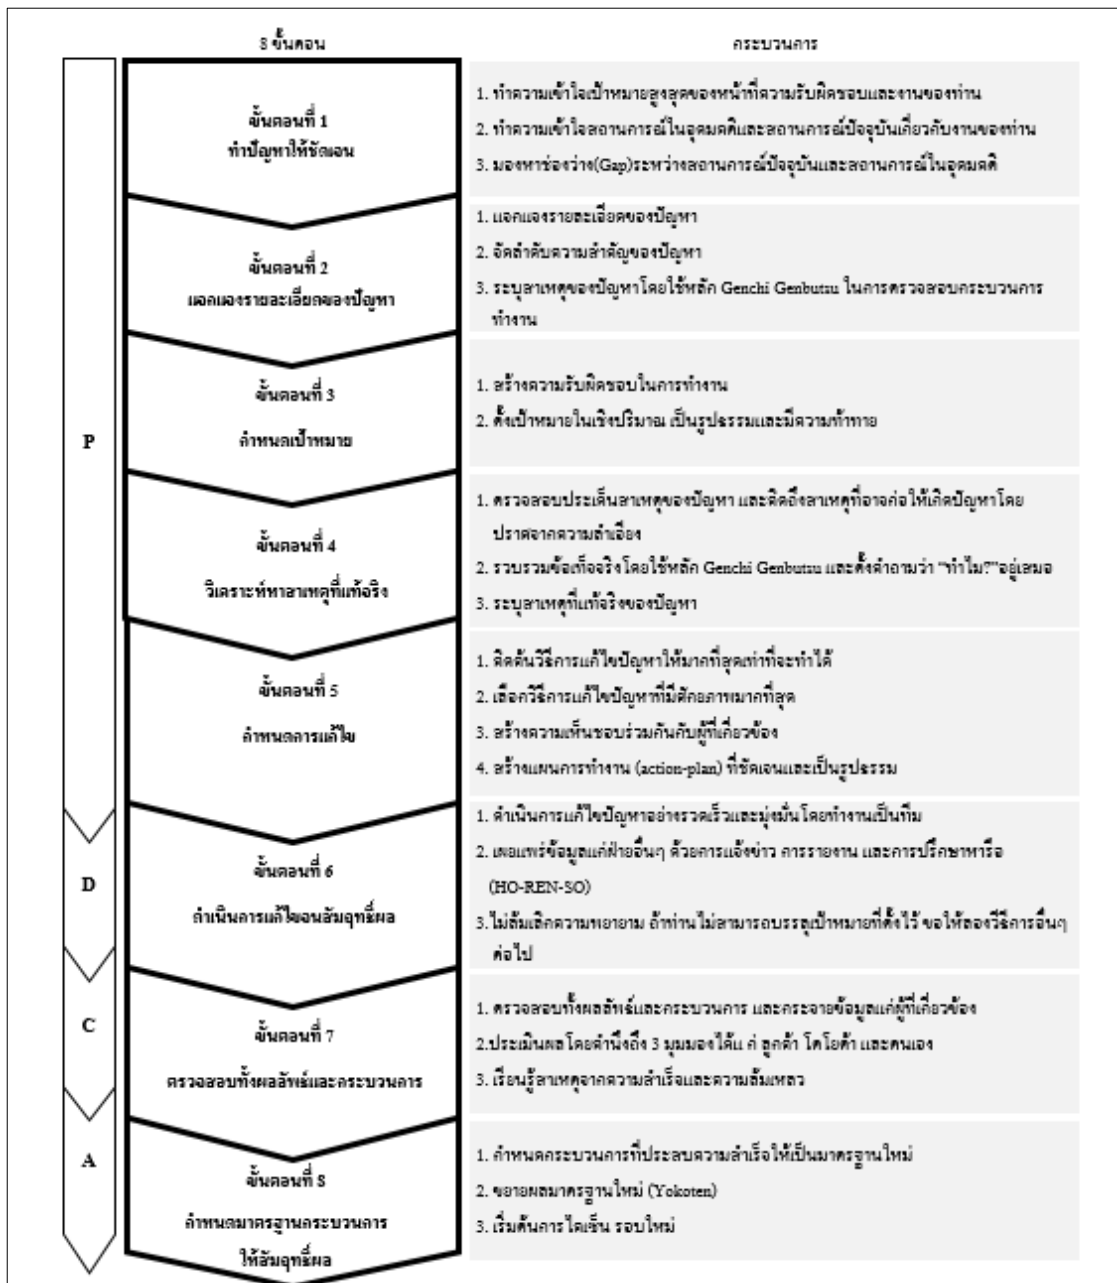 8 ขั้นตอน
กระบวนการ
P
ขั้นตอนที่ 1
ทำปัญหาให้ชัดเจน
1. ทำความเข้าใจเป้าหมายสูงสุดของหน้าที่ความรับผิดชอบและงานของท่าน
2. ทำความเข้าใจสถานการณ์ในอุดมคติและสถานการณ์ปัจจุบันเกี่ยวกับงานของท่าน
3. มองหาช่องว่าง(Gap)ระหว่างสถานการณ์ปัจจุบันและสถานการณ์ในอุดมคติ
ขั้นตอนที่ 2
แจกแจงรายละเอียดของปัญหา
1. แจกแจงรายละเอียดของปัญหา
2. จัดลำดับความสำคัญของปัญหา
3. ระบุสาเหตุของปัญหาโดยใช้หลัก Genchi Genbutsu ในการตรวจสอบกระบวนการ
ทำงาน
ขั้นตอนที่ 3
กำหนดเป้าหมาย
1. สร้างความรับผิดชอบในการทำงาน
2. ตั้งเป้าหมายในเชิงปริมาณ เป็นรูปธรรมและมีความท้าทาย
ขั้นตอนที่ 4
วิเคราะห์หาสาเหตุที่แท้จริง
1. ตรวจสอบประเด็นสาเหตุของปัญหา และคิดถึงสาเหตุที่อาจก่อให้เกิดปัญหาโดย
ปราศจากความลำเอียง
2. รวบรวมข้อเท็จจริงโดยใช้หลัก Genchi Genbutsu และตั้งคำถามว่า “ทำไม?”อยู่เสมอ
3. ระบุสาเหตุที่แท้จริงของปัญหา
ขั้นตอนที่ 5
กำหนดการแก้ไข
1. คิดค้นวิธีการแก้ไขปัญหาให้มากที่สุดเท่าที่จะทำได้
2. เลือกวิธีการแก้ไขปัญหาที่มีศักยภาพมากที่สุด
3. สร้างความเห็นชอบร่วมกันกับผู้ที่เกี่ยวข้อง
4. สร้างแผนการทำงาน (action-plan) ที่ชัดเจนและเป็นรูปธรรม
D
ขั้นตอนที่ 6
ดำเนินการแก้ไขจนสัมฤทธิ์ผล
1. ดำเนินการแก้ไขปัญหาอย่างรวดเร็วและมุ่งมั่นโดยทำงานเป็นทีม
2. เผยแพร่ข้อมูลแก่ฝ่ายอื่นๆ ด้วยการแจ้งข่าว การรายงาน และการปรึกษาหารือ
(HO-REN-SO)
3. ไม่ล้มเลิกความพยายาม ถ้าท่านไม่สามารถบรรลุเป้าหมายที่ตั้งไว้ ขอให้ลองวิธีการอื่นๆ
ต่อไป
C
ขั้นตอนที่ 7
ตรวจสอบทั้งผลลัพธ์และกระบวนการ
1. ตรวจสอบทั้งผลลัพธ์และกระบวนการ และกระจายข้อมูลแก่ผู้ที่เกี่ยวข้อง
2.ประเมินผลโดยคำนึงถึง 3 มุมมองได้แ ก่ ลูกค้า โตโยต้า และตนเอง
3. เรียนรู้สาเหตุจากความสำเร็จและความล้มเหลว
A
ขั้นตอนที่ 8
กำหนดมาตรฐานกระบวนการ
ให้สัมฤทธิ์ผล
1. กำหนดกระบวนการที่ประสบความสำเร็จให้เป็นมาตรฐานใหม่
2. ขยายผลมาตรฐานใหม่ (Yokoten)
3. เริ่มต้นการไคเซ็น รอบใหม่